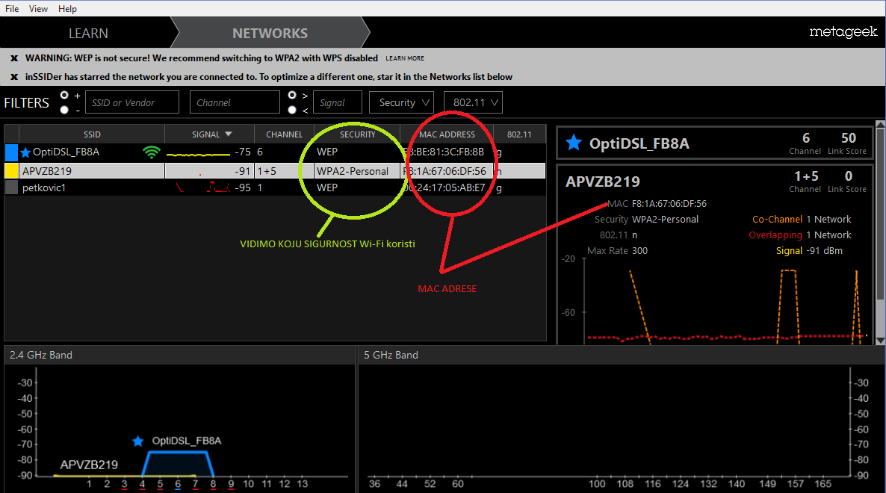 File View Help
LEARN NETWORKS metageek
x WARNING: WEP is not secure! We recommend switching to WPA2 with WPS disabled LEARN MORE
x inSSIDer has starred the network you are connected to. To optimize a different one, star it in the Networks list below
FILTERS + - SSID or Vendor Channel > < Signal Security 802.11
SSID SIGNAL CHANNEL SECURITY MAC ADDRESS 802.11
OptiDSL_FB8A -75 6 WEP F8:BE:81:3C:FB:8B g
APVZB219 -91 1+5 WPA2-Personal F8:1A:67:06:DF:56 n
petkovic1 -95 1 WEP 00:24:17:05:AB:E7 g
VIDIMO KOJU SIGURNOST Wi-Fi koristi
MAC ADRESE
OptiDSL_FB8A 6 50
Channel Link Score
APVZB219 1+5 0
Channel Link Score
MAC F8:1A:67:06:DF:56
Security WPA2-Personal Co-Channel 1 Network
802.11 n Overlapping 1 Network
Max Rate 300 Signal -91 dBm
-20
-60
2.4 GHz Band
-30
-40
-50
-60
-70
-80
-90
OptiDSL_FB8A
APVZB219
1 2 3 4 5 6 7 8 9 10 11 12 13
5 GHz Band
-30
-40
-50
-60
-70
-80
-90
36 44 52 60 100 108 116 124 132 140 149 157 165